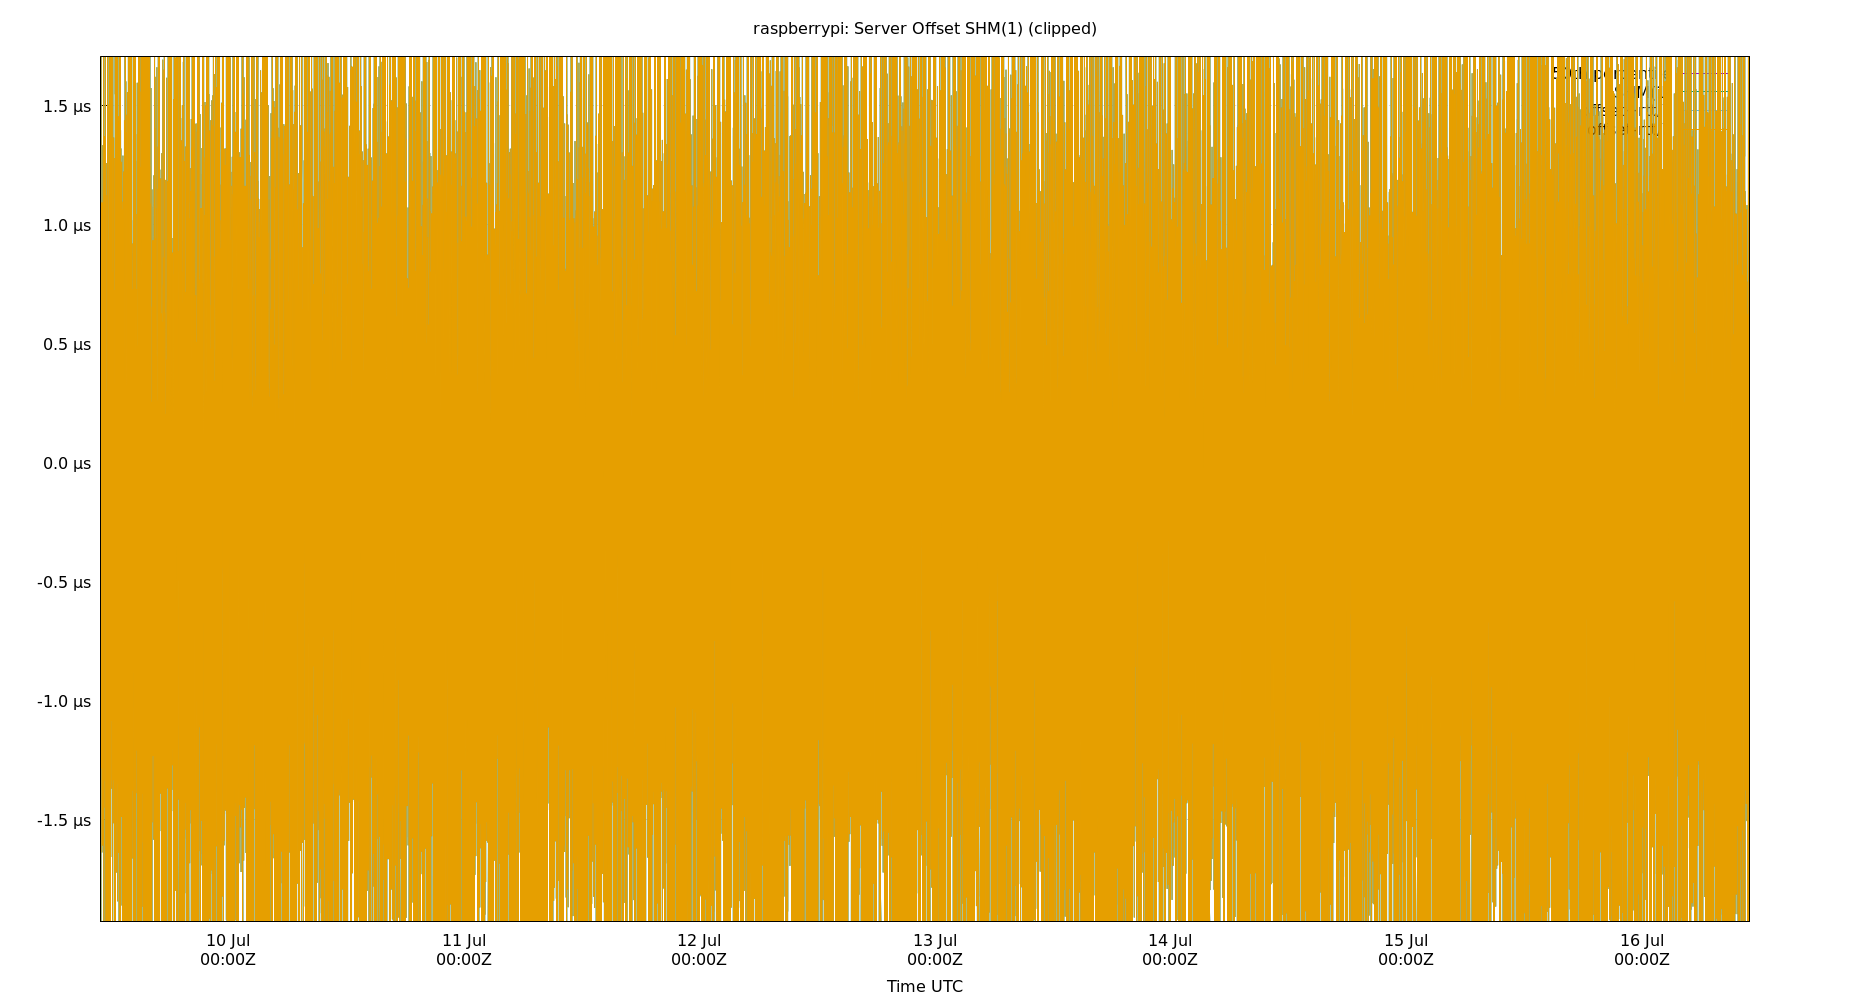 raspberrypi: Server Offset SHM(1) (clipped)
1.5 µs
1.0 µs
0.5 µs
0.0 µs
-0.5 µs
-1.0 µs
-1.5 µs
10 Jul 11 Jul 12 Jul 13 Jul 14 Jul 15 Jul 16 Jul
00:00Z 00:00Z 00:00Z 00:00Z 00:00Z 00:00Z 00:00Z
Time UTC